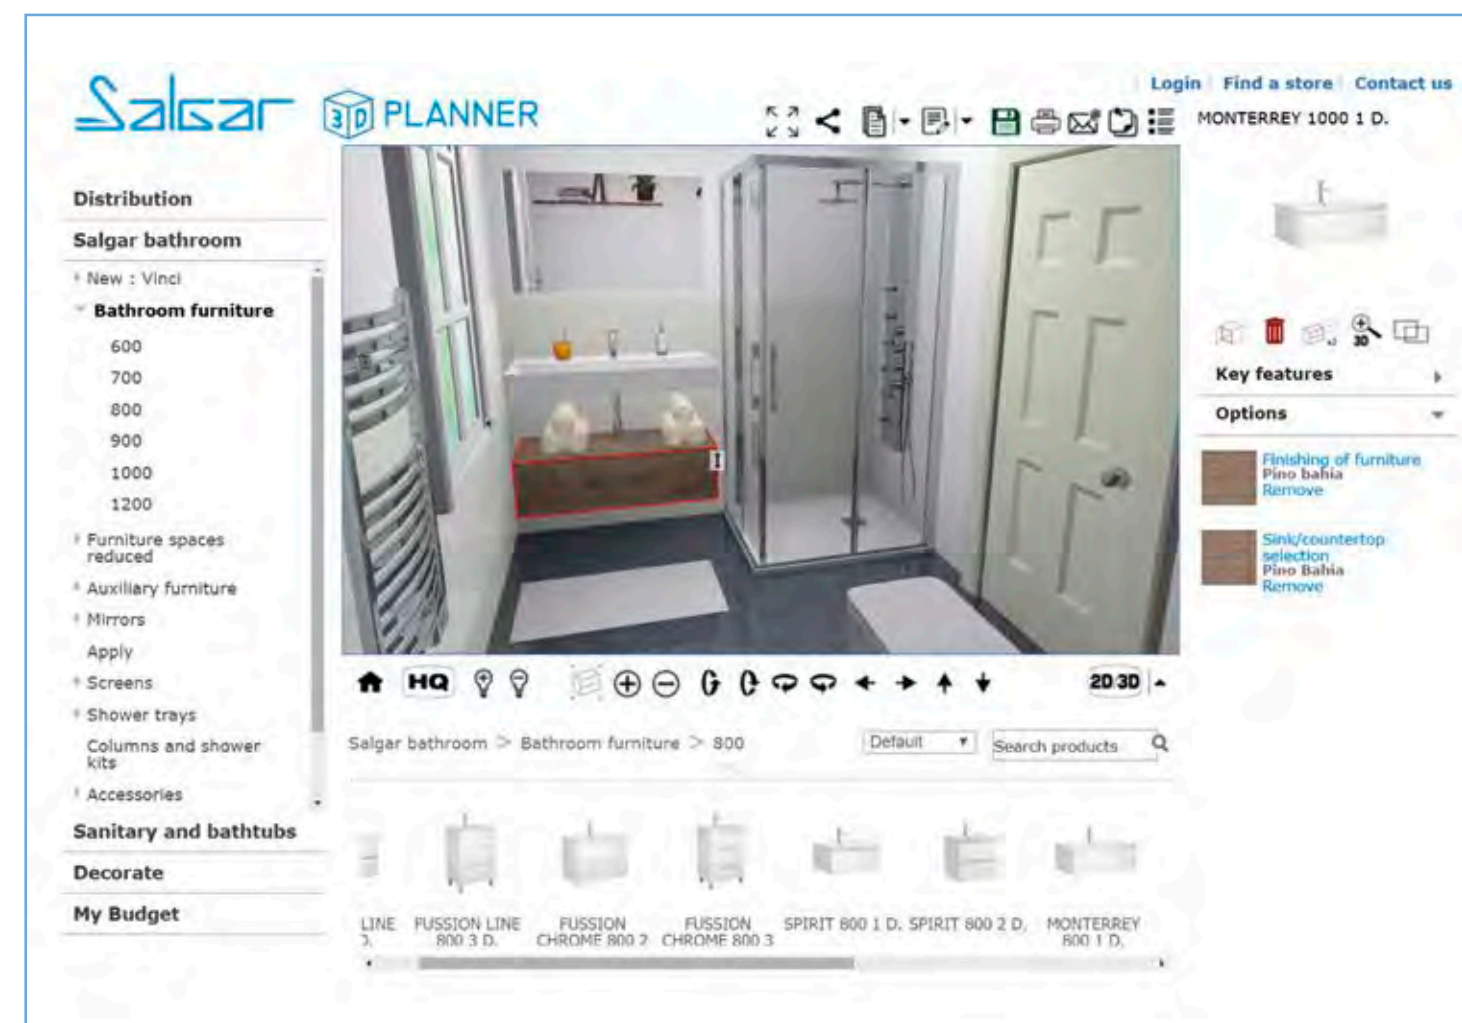 Salgar
3D PLANNER
Login
Find a store
Contact us
MONTERREY 1000 1 D.
Distribution
Salgar bathroom
New : Vinci
Bathroom furniture
600
700
800
900
1000
1200
Furniture spaces
reduced
Auxiliary furniture
Mirrors
Apply
Screens
Shower trays
Columns and shower
kits
Accessories
Sanitary and bathtubs
Decorate
My Budget
x2
3D
Key features
Options
Finishing of furniture
Pino bahia
Remove
Sink/countertop
selection
Pino Bahia
Remove
HQ
2D 3D
Salgar bathroom > Bathroom furniture > 800
Default
Search products
LINE
D.
FUSSION LINE
800 3 D.
FUSSION
CHROME 800 2
FUSSION
CHROME 800 3
SPIRIT 800 1 D.
SPIRIT 800 2 D.
MONTERREY
800 1 D.